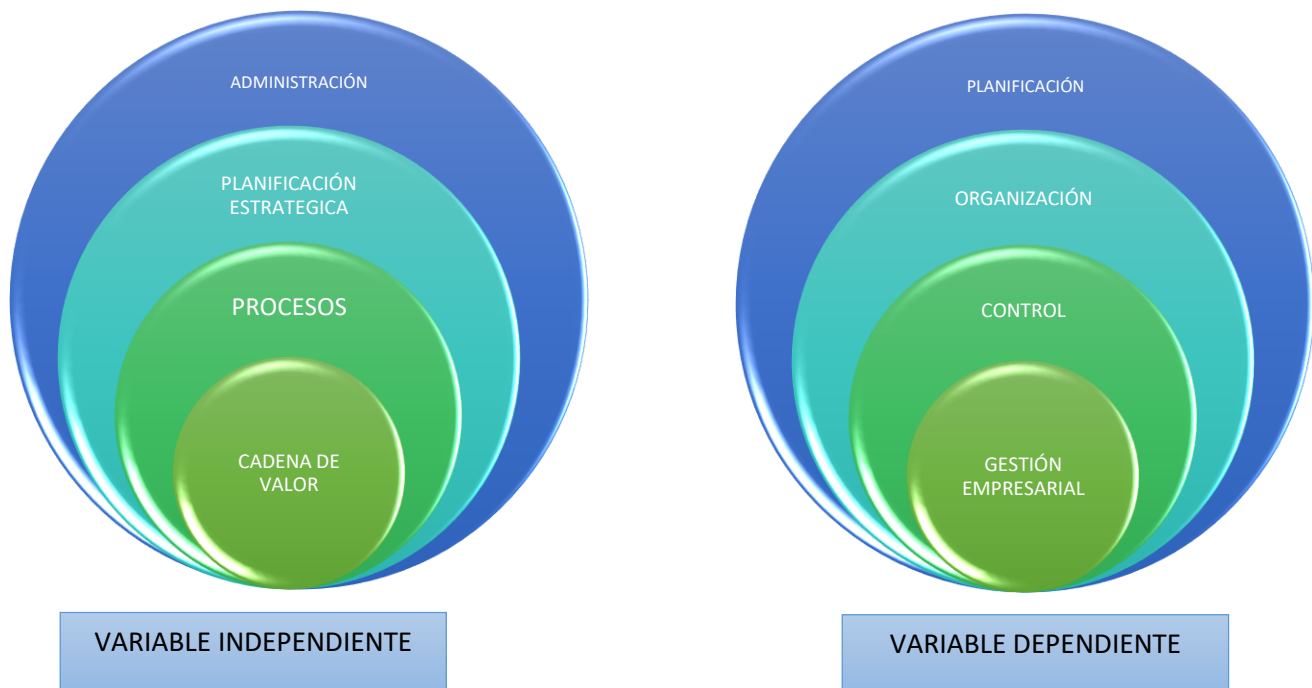 ADMINISTRACIÓN
PLANIFICACIÓN
ESTRATEGICA
PROCESOS
CADENA DE
VALOR
VARIABLE INDEPENDIENTE
PLANIFICACIÓN
ORGANIZACIÓN
CONTROL
GESTIÓN
EMPRESARIAL
VARIABLE DEPENDIENTE